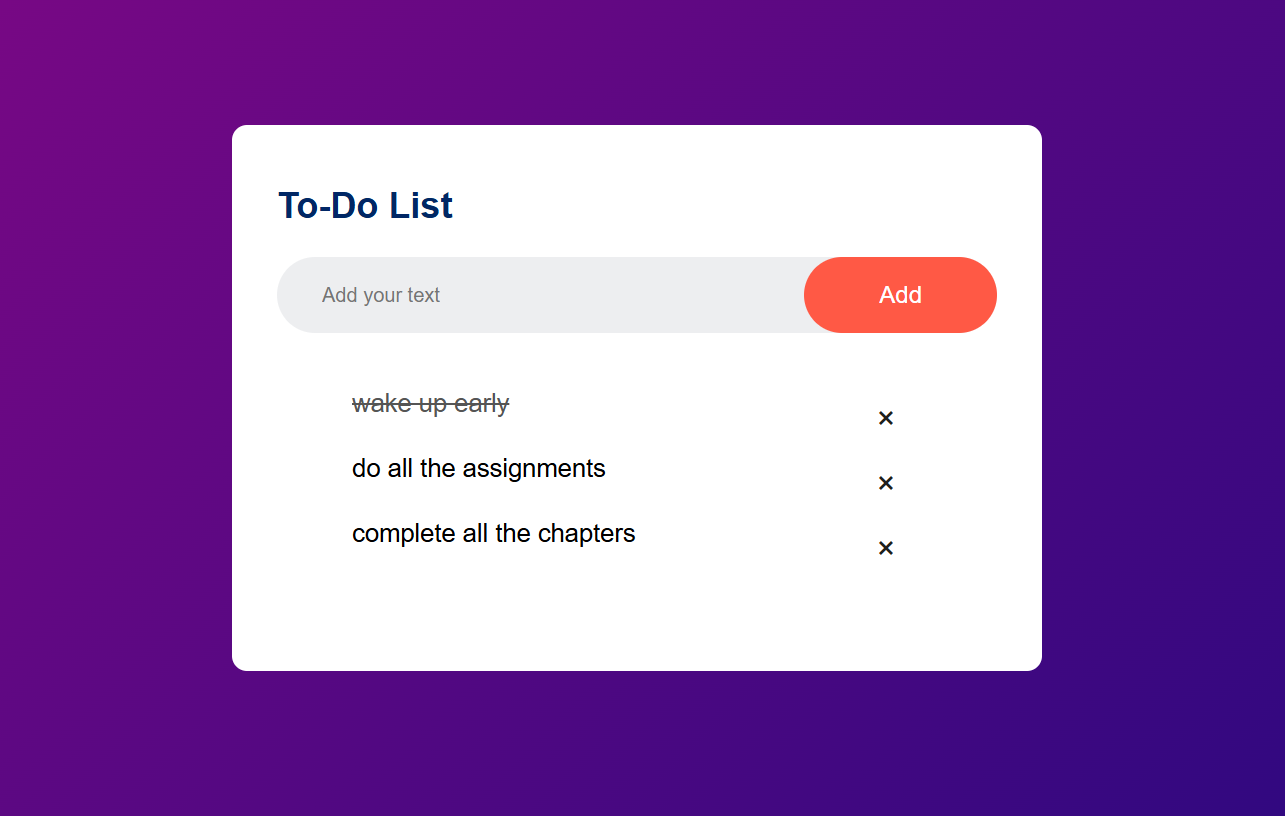 To-Do List
Add your text
Add
wake up early
×
do all the assignments
×
complete all the chapters
×